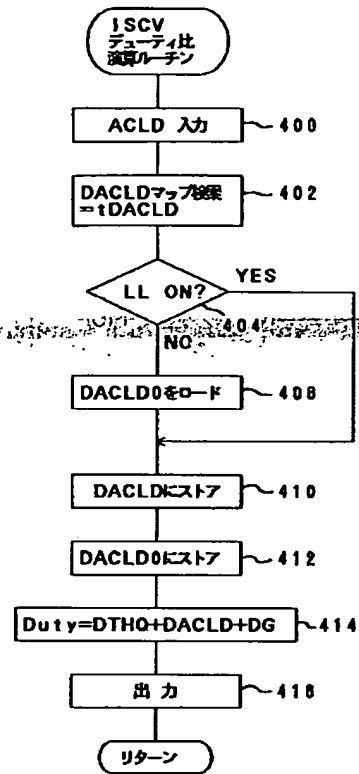 ISCV
デューティ比
演算ルーチン
ACLD 入力
400
DACLDマップ検索
=tDACLD
402
LL ON?
YES
404
NO
DACLD0をロード
408
DACLDにストア
410
DACLD0にストア
412
Duty=DTHQ+DACLD+DG
414
出力
416
リターン